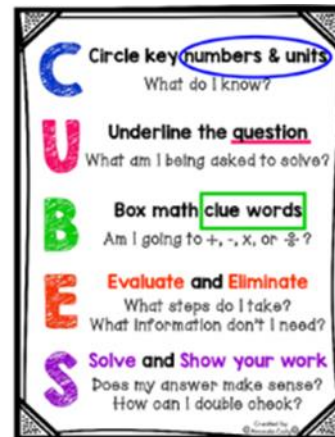 C Circle key numbers & units
What do I know?
U Underline the question
What am I being asked to solve?
B Box math clue words
Am I going to +, -, x, or ÷ ?
E Evaluate and Eliminate
What steps do I take?
What information don't I need?
S Solve and Show your work
Does my answer make sense?
How can I double check?
Created by